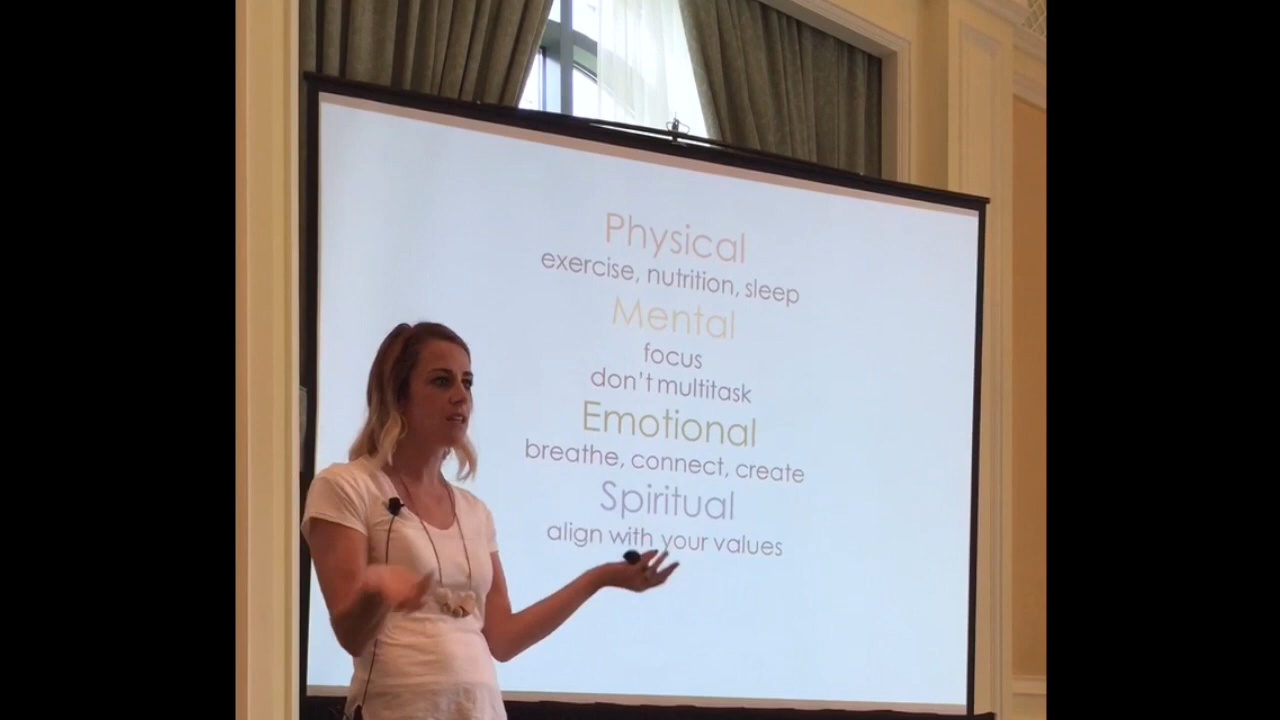 Physical
exercise, nutrition, sleep
Mental
focus
don't multitask
Emotional
breathe, connect, create
Spiritual
align with your values